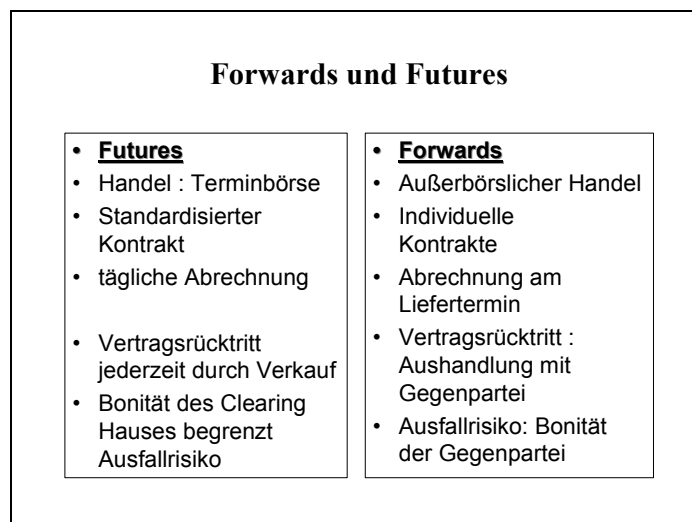 Forwards und Futures
• Futures
• Handel : Terminbörse
• Standardisierter
Kontrakt
• tägliche Abrechnung
• Vertragsrücktritt
jederzeit durch Verkauf
• Bonität des Clearing
Hauses begrenzt
Ausfallrisiko
• Forwards
• Außerbörslicher Handel
• Individuelle
Kontrakte
• Abrechnung am
Liefertermin
• Vertragsrücktritt :
Aushandlung mit
Gegenpartei
• Ausfallrisiko: Bonität
der Gegenpartei